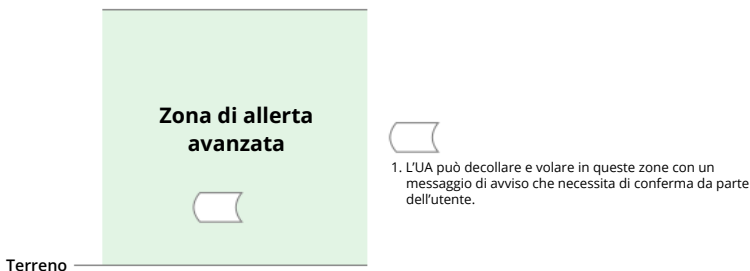 Zona di allerta
avanzata
1. L'UA può decollare e volare in queste zone con un
messaggio di avviso che necessita di conferma da parte
dell'utente.
Terreno